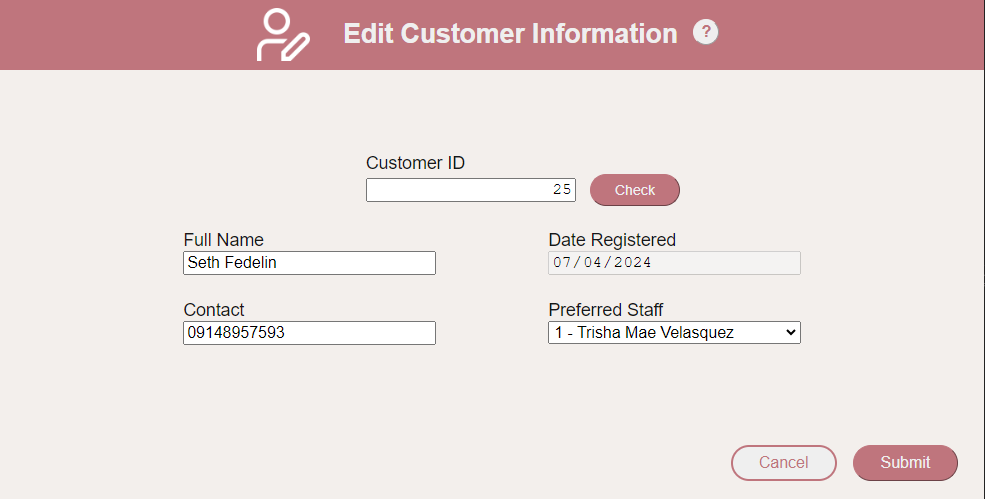 Edit Customer Information ?
Customer ID
25 Check
Full Name Date Registered
Seth Fedelin 07/04/2024
Contact Preferred Staff
09148957593 1 - Trisha Mae Velasquez
Cancel Submit